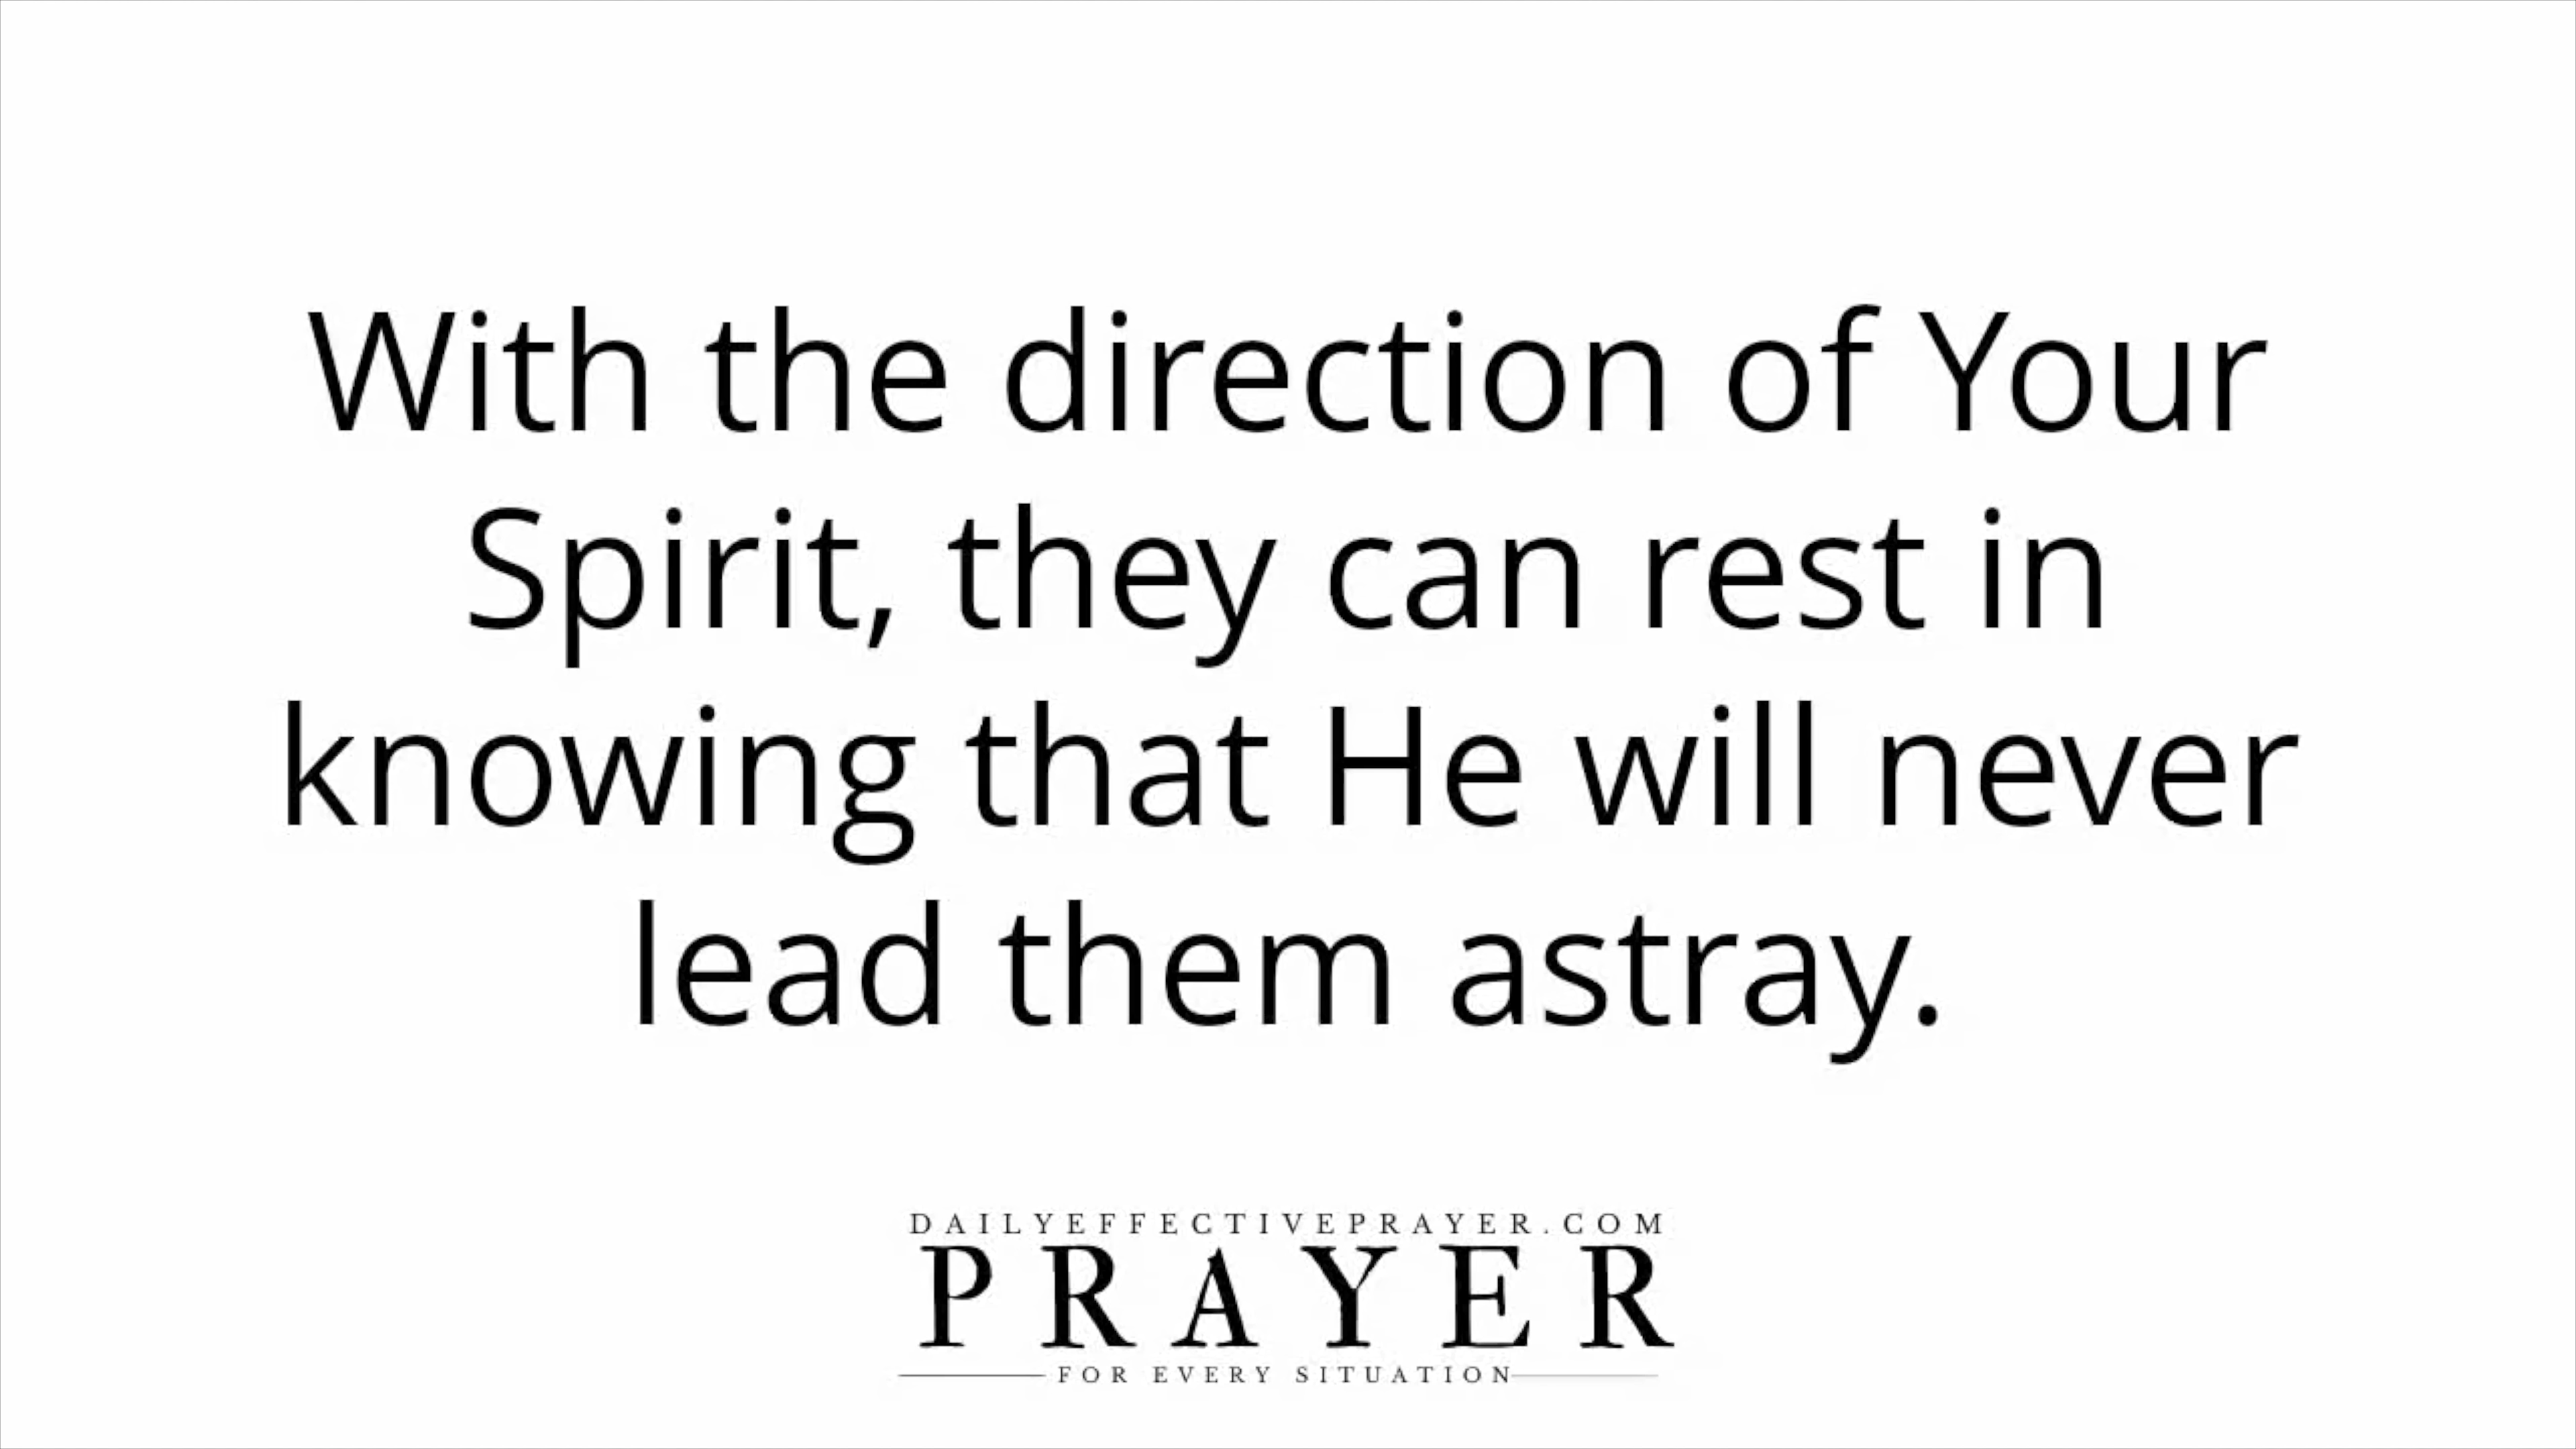 With the direction of Your
Spirit, they can rest in
knowing that He will never
lead them astray.
DAILYEFFECTIVEPRAYER.COM
PRAYER
FOR EVERY SITUATION